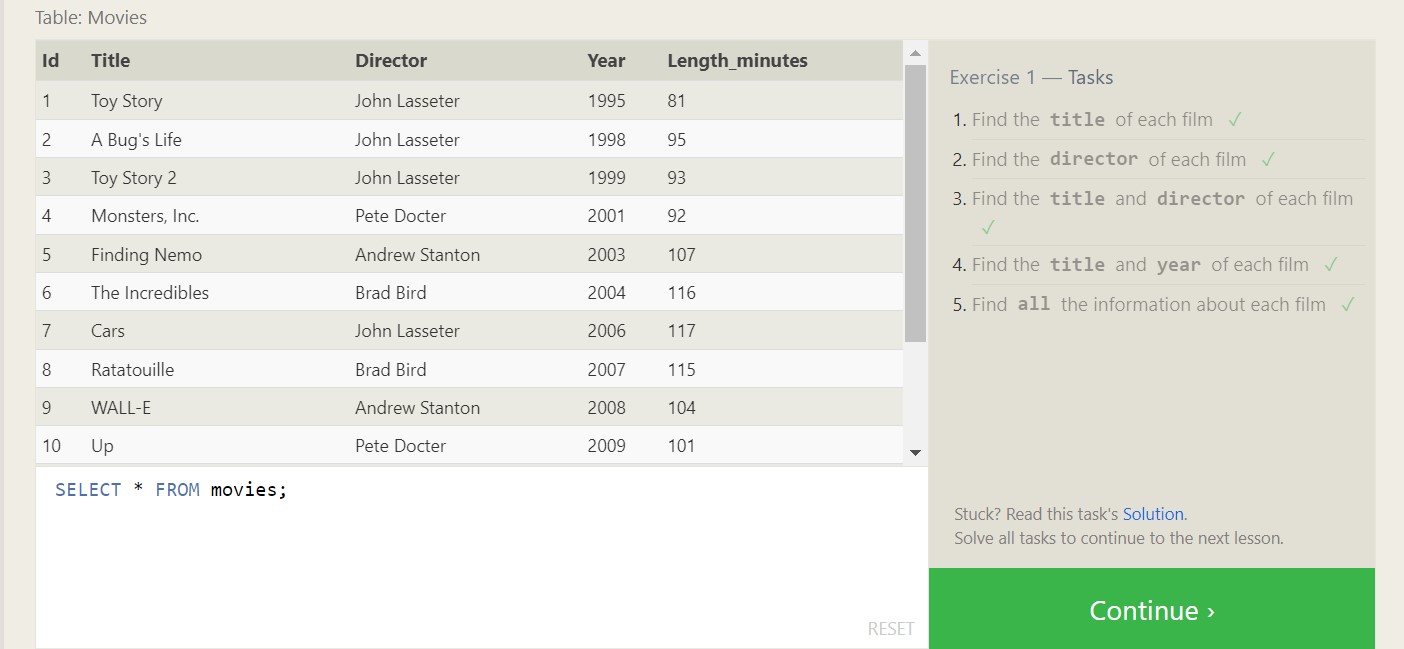 Table: Movies
Id Title Director Year Length_minutes
1 Toy Story John Lasseter 1995 81
2 A Bug's Life John Lasseter 1998 95
3 Toy Story 2 John Lasseter 1999 93
4 Monsters, Inc. Pete Docter 2001 92
5 Finding Nemo Andrew Stanton 2003 107
6 The Incredibles Brad Bird 2004 116
7 Cars John Lasseter 2006 117
8 Ratatouille Brad Bird 2007 115
9 WALL-E Andrew Stanton 2008 104
10 Up Pete Docter 2009 101
SELECT * FROM movies;
RESET
Exercise 1 — Tasks
1. Find the title of each film ✓
2. Find the director of each film ✓
3. Find the title and director of each film
✓
4. Find the title and year of each film ✓
5. Find all the information about each film ✓
Stuck? Read this task's Solution.
Solve all tasks to continue to the next lesson.
Continue ›